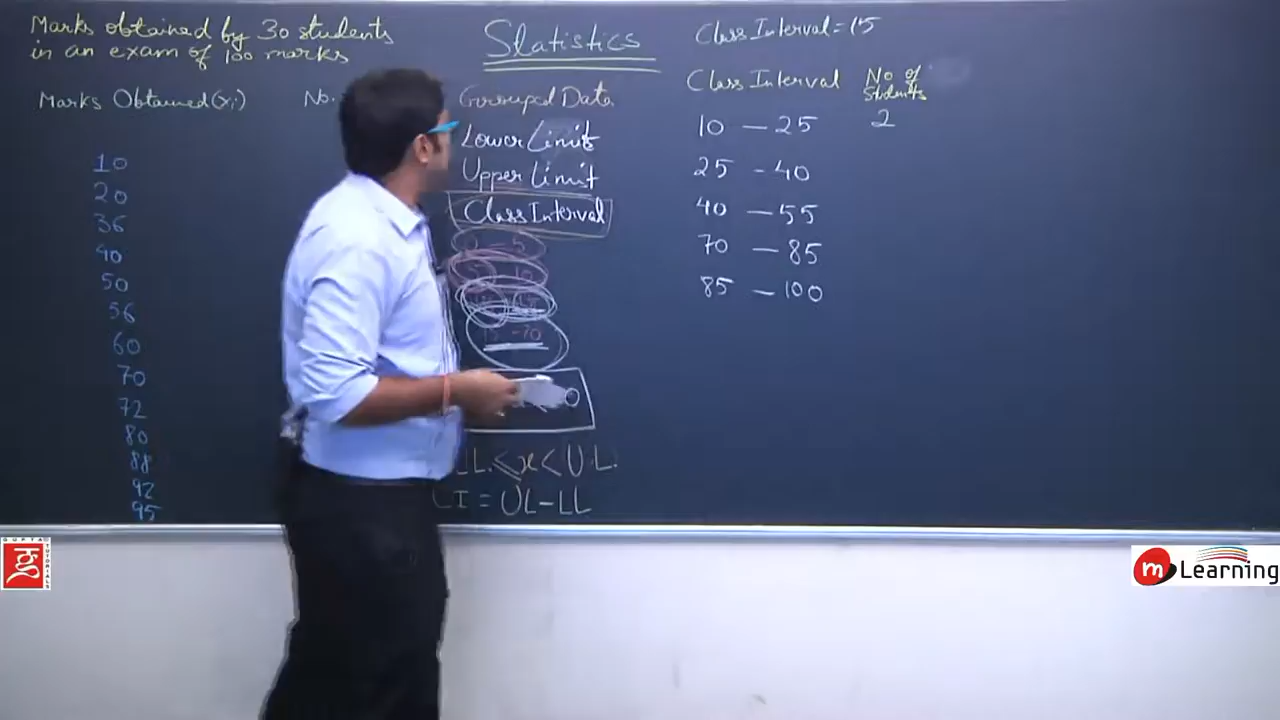 Marks obtained by 30 students
in an exam of 100 marks
Marks Obtained (xi)
No.
10
20
36
40
50
56
60
70
72
80
88
92
95
Statistics
Grouped Data
Lower Limit
Upper Limit
Class Interval
LL ≤ x < U.L.
CI = UL - LL
Class Interval = 15
Class Interval No of Students
10 — 25 2
25 - 40
40 — 55
70 — 85
85 — 100
GUPTA TUTORIALS
m Learning